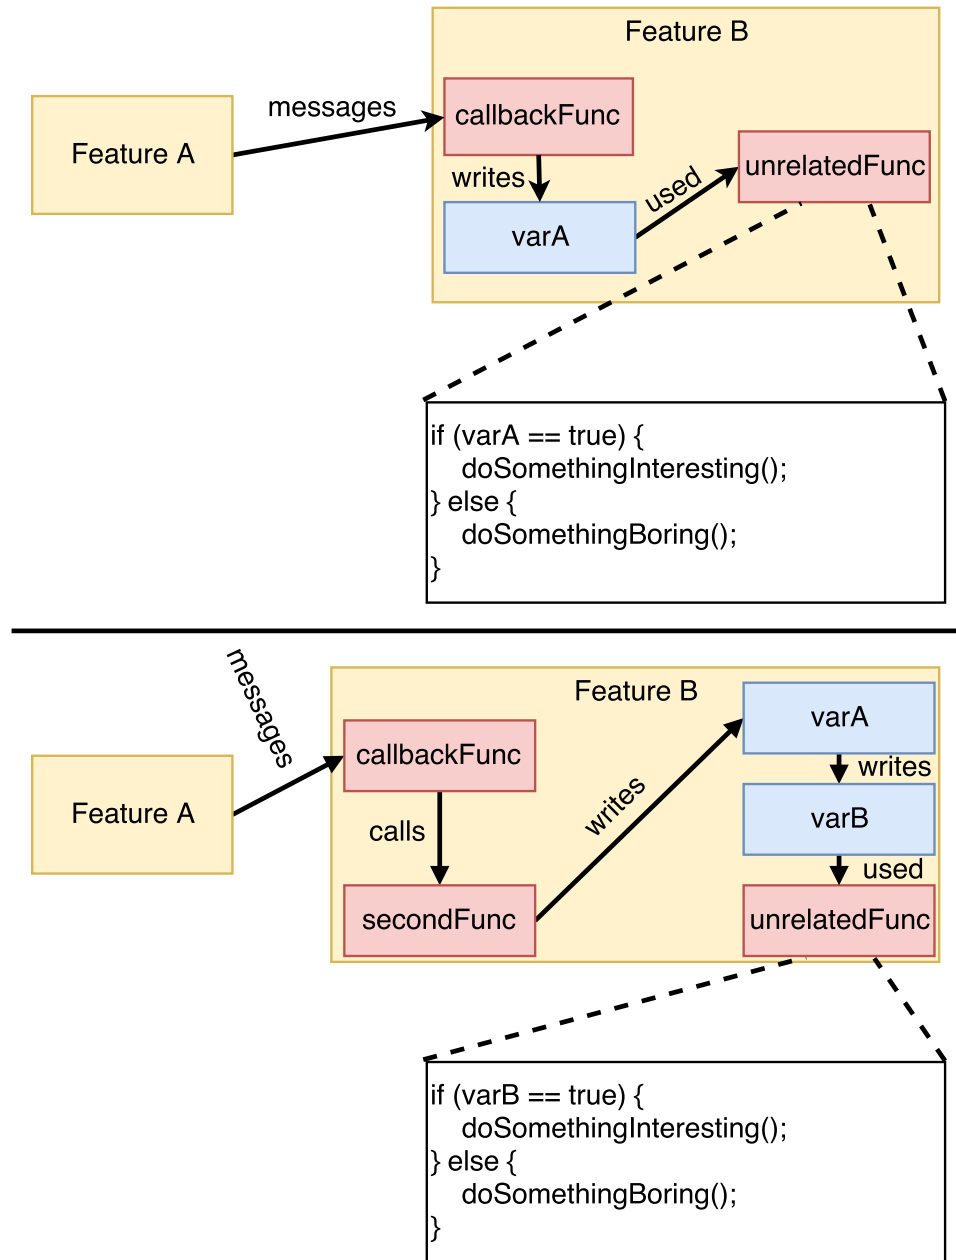 Feature B
messages
callbackFunc
Feature A
writes
used
unrelatedFunc
varA
if (varA == true) {
doSomethingInteresting();
} else {
doSomethingBoring();
}
messages
Feature B
varA
callbackFunc
writes
Feature A
calls
writes
varB
used
secondFunc
unrelatedFunc
if (varB == true) {
doSomethingInteresting();
} else {
doSomethingBoring();
}